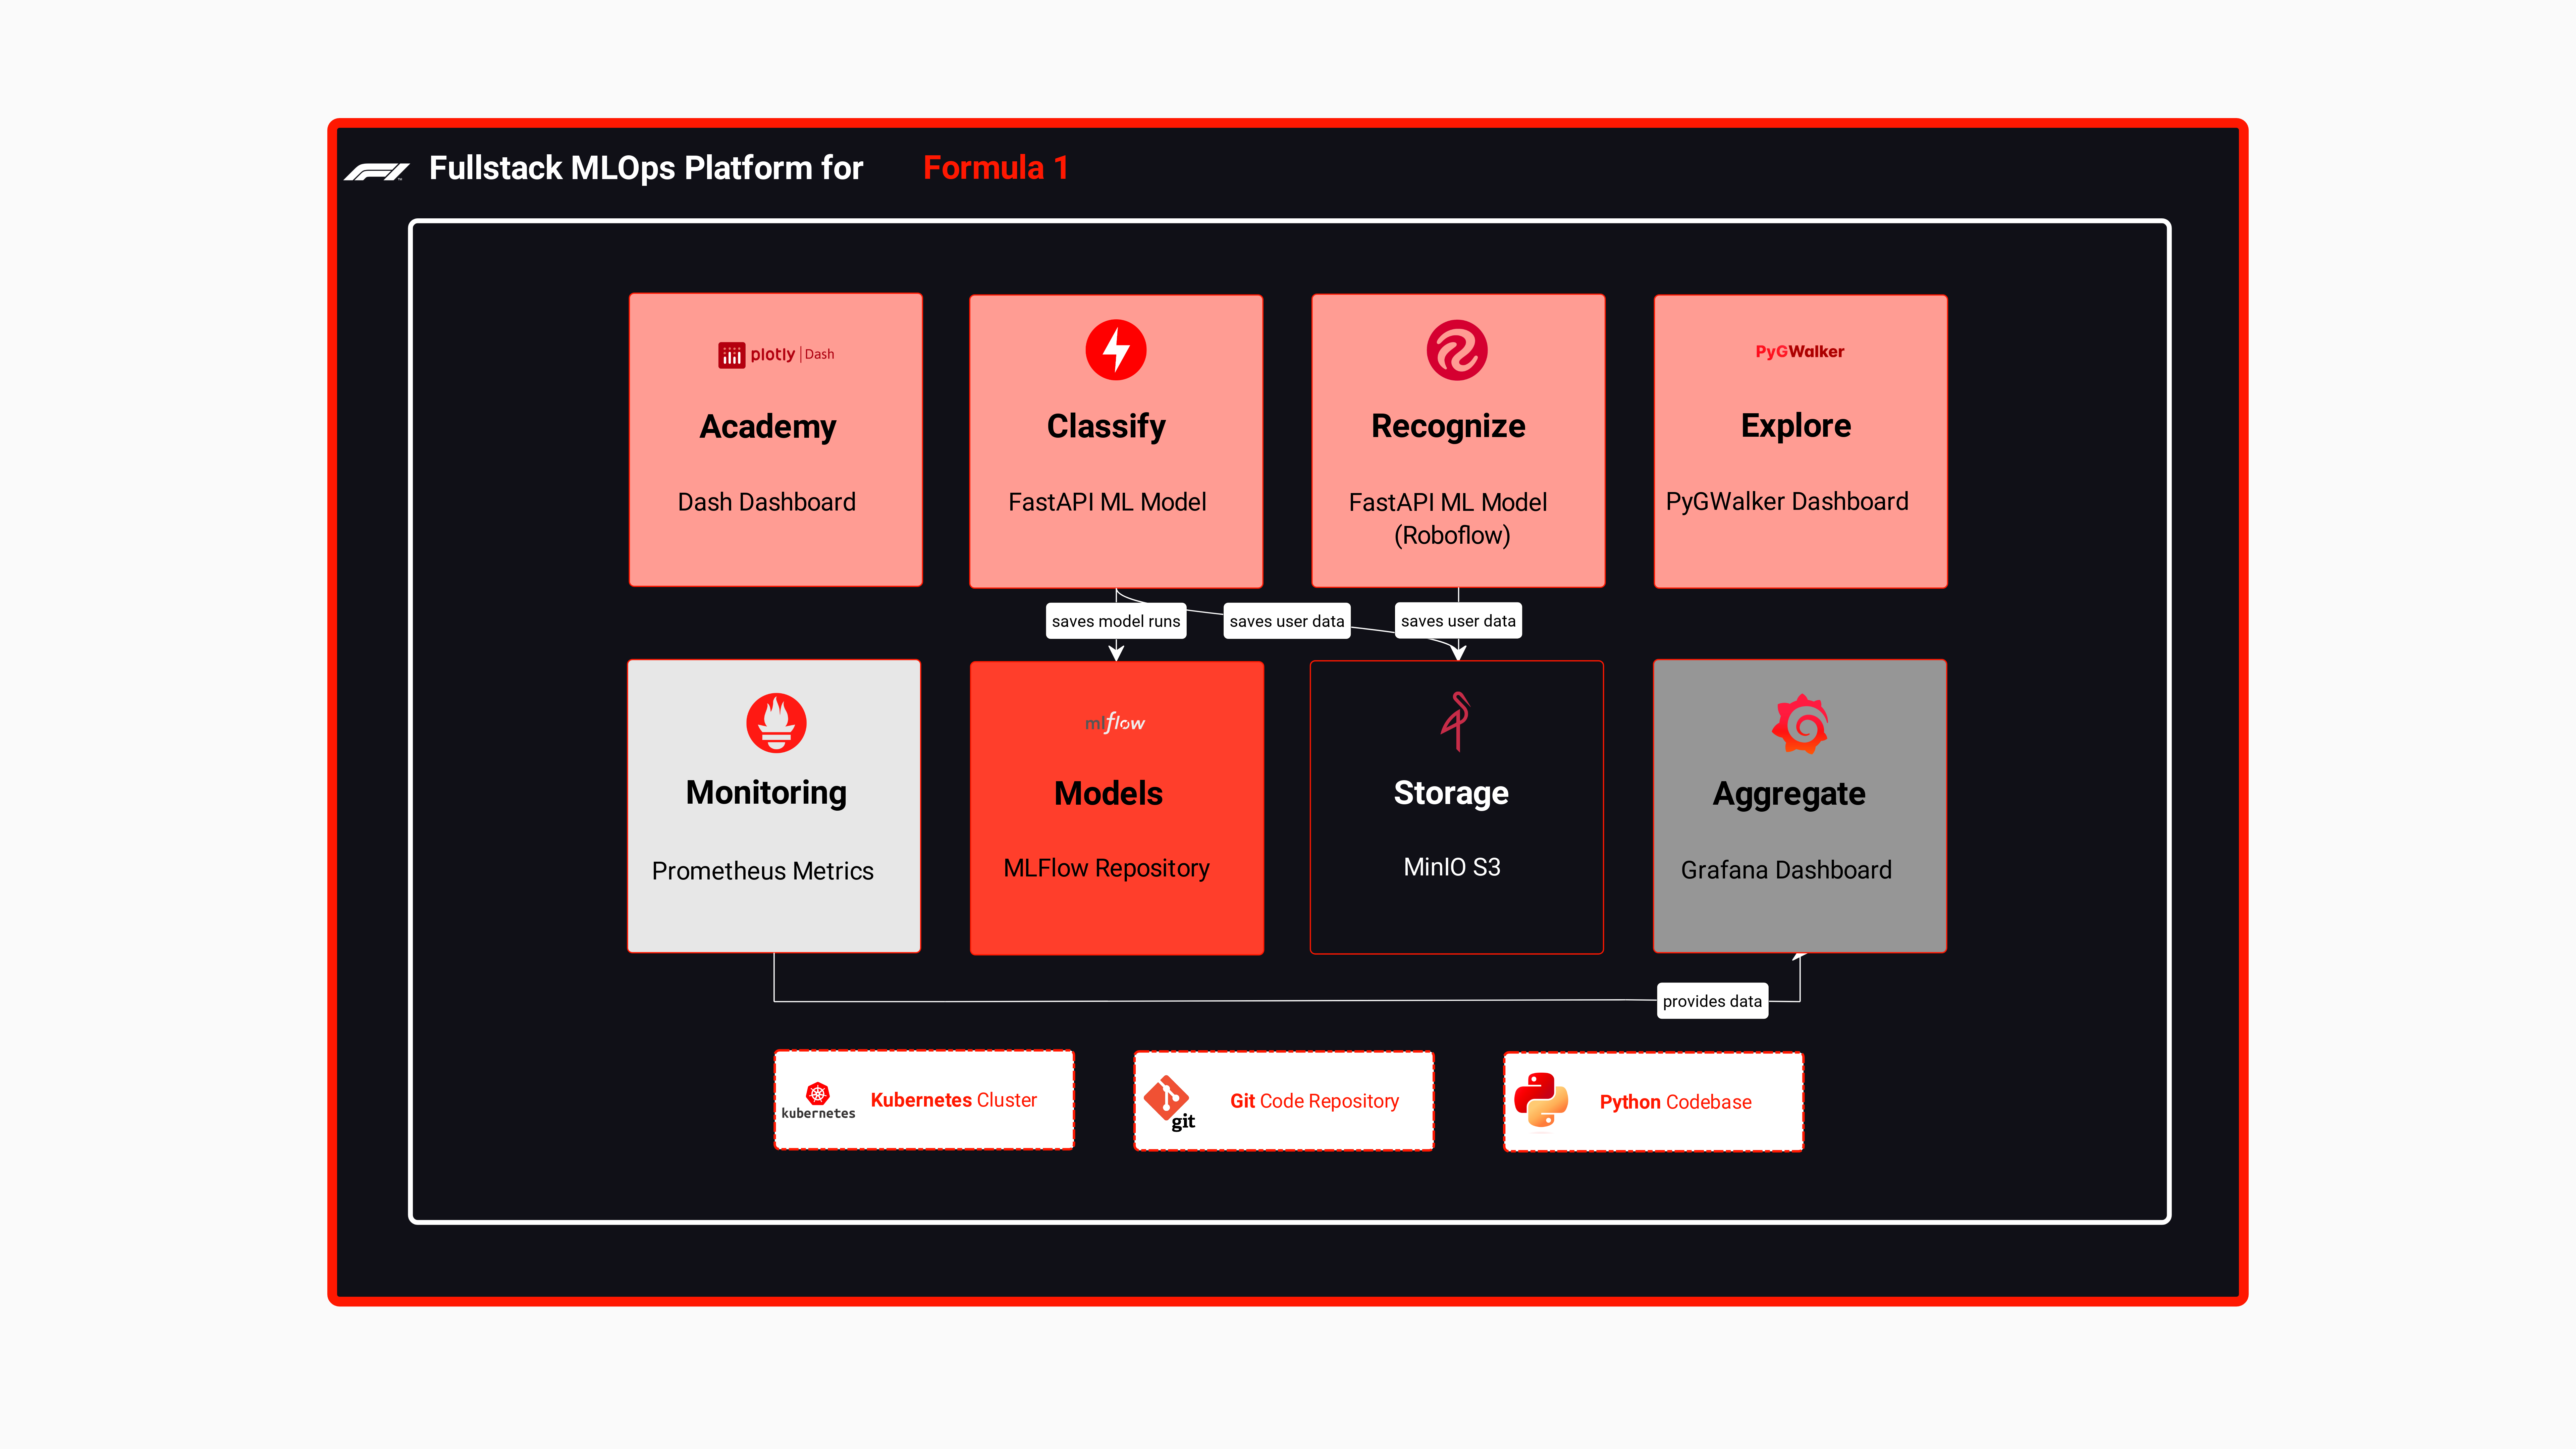 Fullstack MLOps Platform for Formula 1
plotly | Dash
Academy
Dash Dashboard
Classify
FastAPI ML Model
Recognize
FastAPI ML Model
(Roboflow)
PyGWalker
Explore
PyGWalker Dashboard
saves model runs
saves user data
saves user data
Monitoring
Prometheus Metrics
mlflow
Models
MLFlow Repository
Storage
MinIO S3
Aggregate
Grafana Dashboard
provides data
kubernetes
Kubernetes Cluster
git
Git Code Repository
Python Codebase